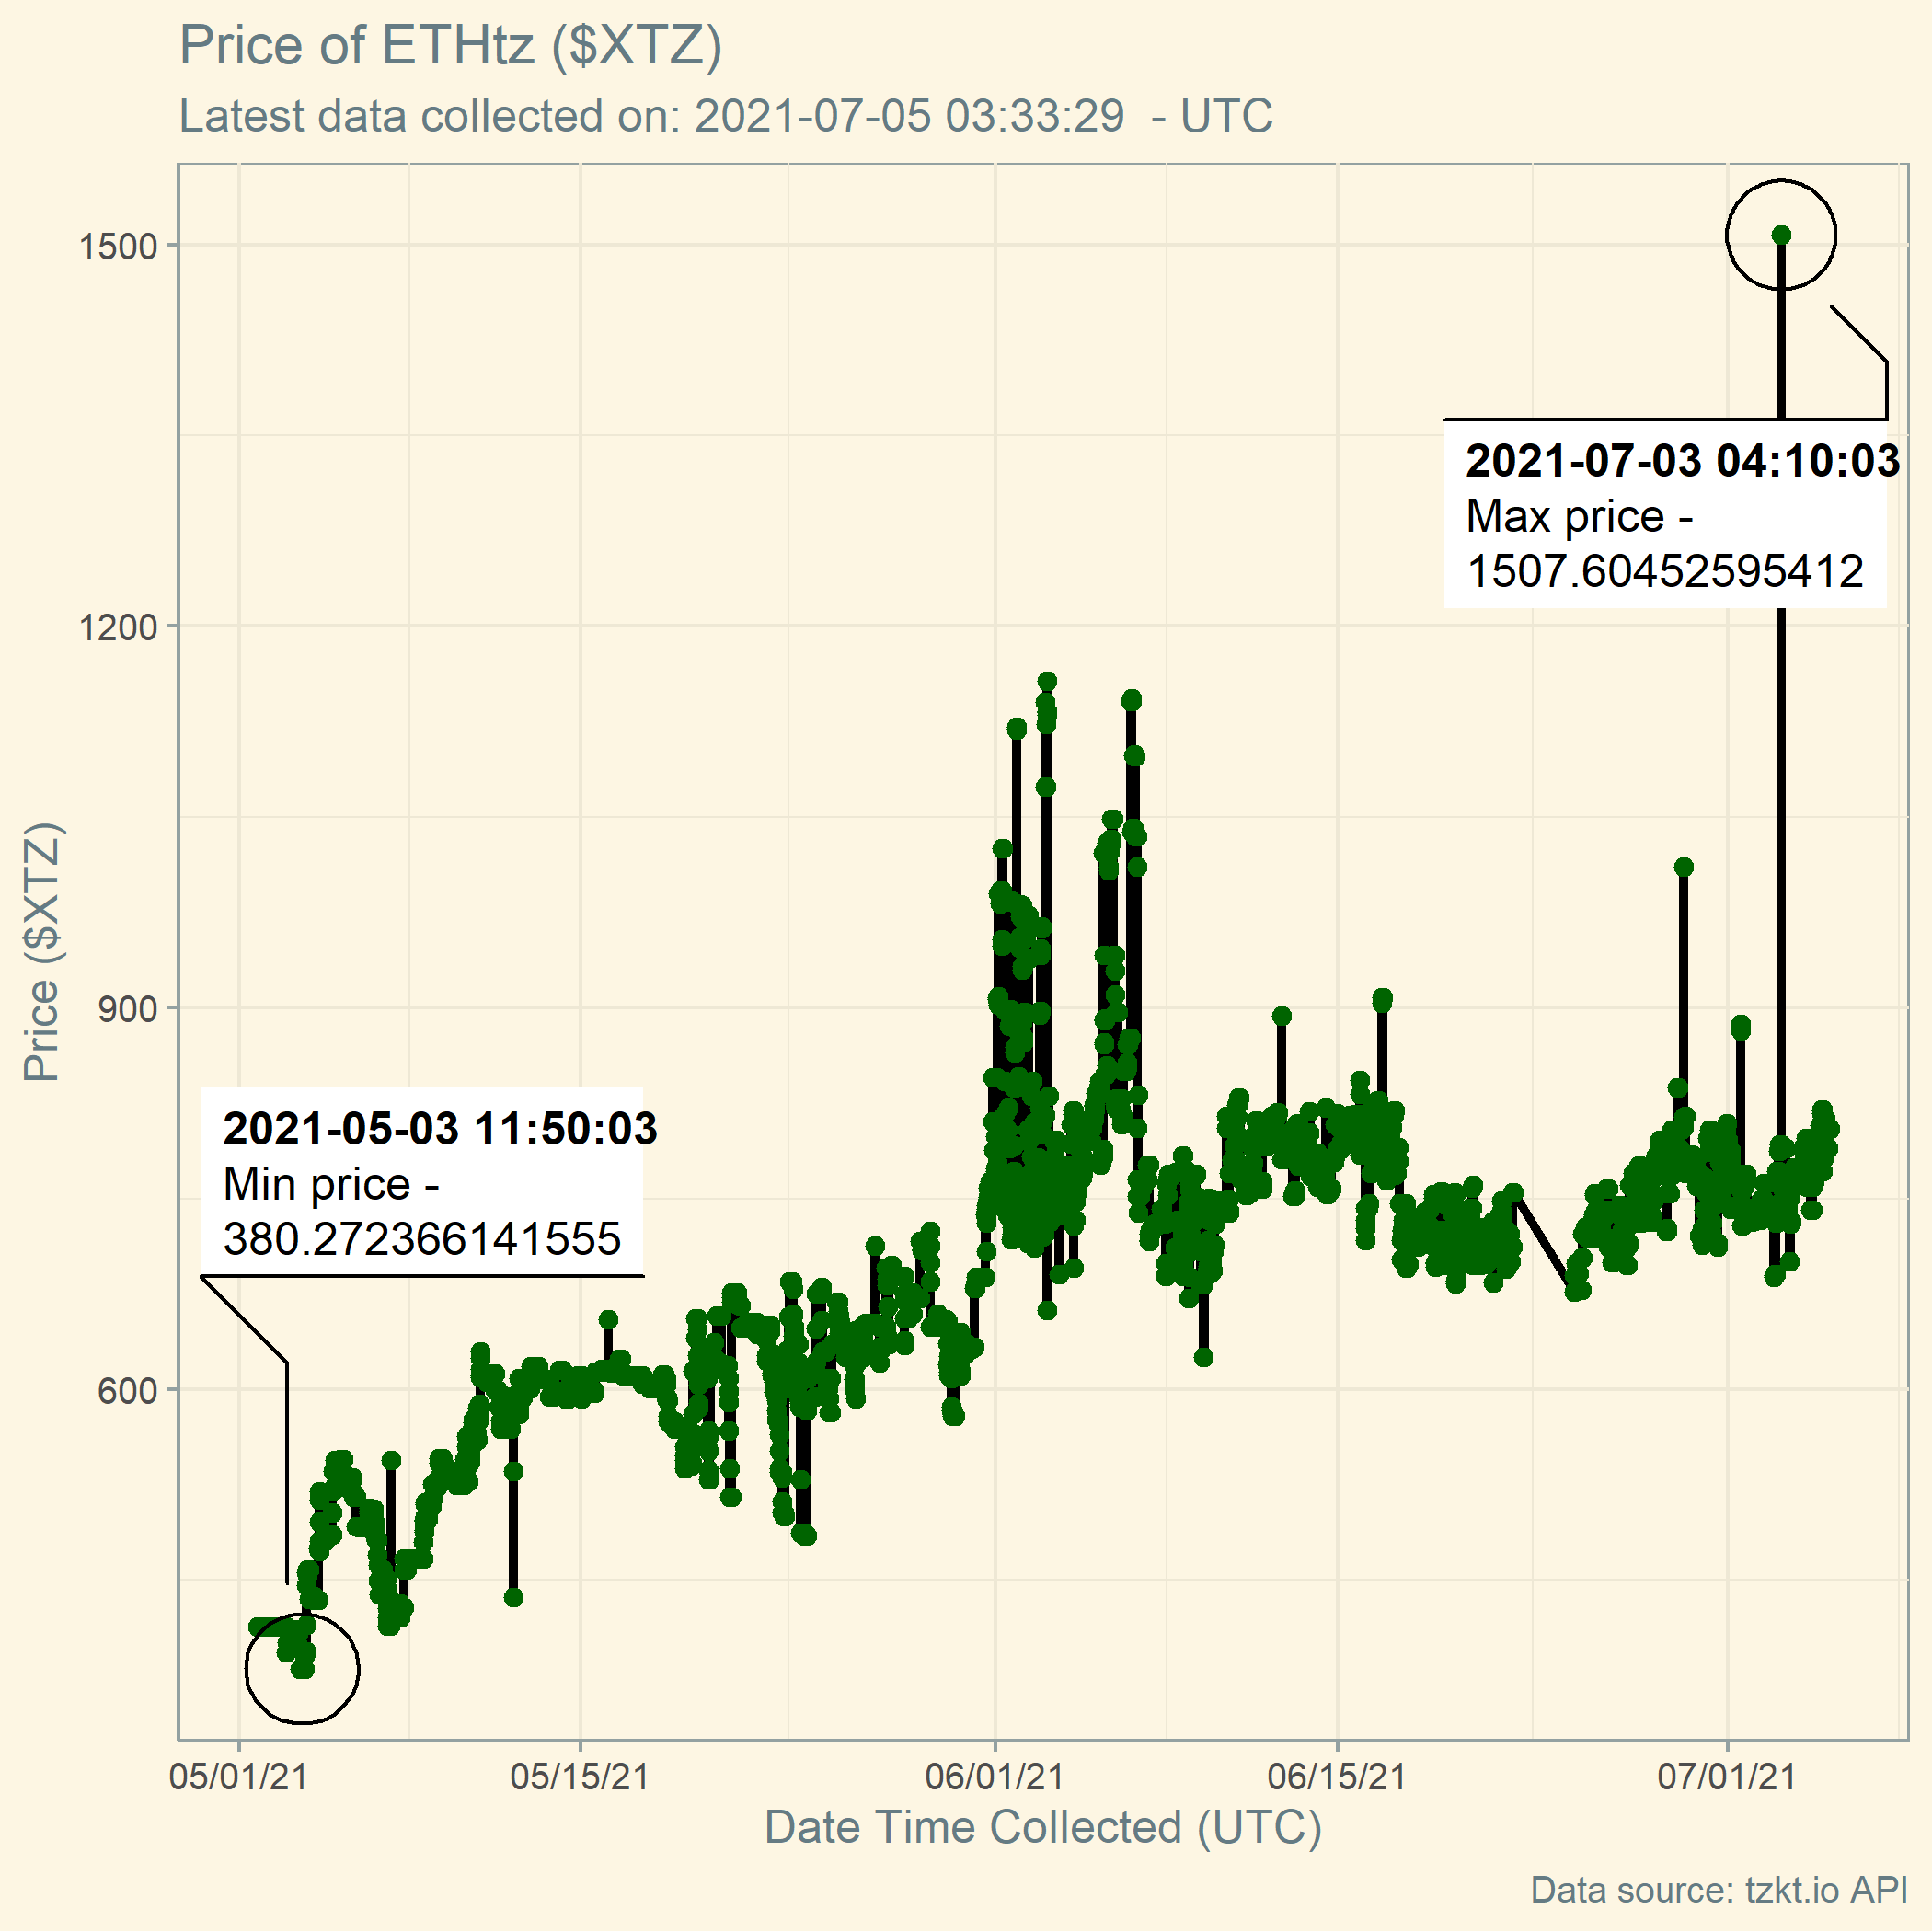 Price of ETHtz ($XTZ)
Latest data collected on: 2021-07-05 03:33:29  - UTC
Price ($XTZ)
1500
1200
900
600
2021-07-03 04:10:03
Max price -
1507.60452595412
2021-05-03 11:50:03
Min price -
380.272366141555
05/01/21
05/15/21
06/01/21
06/15/21
07/01/21
Date Time Collected (UTC)
Data source: tzkt.io API